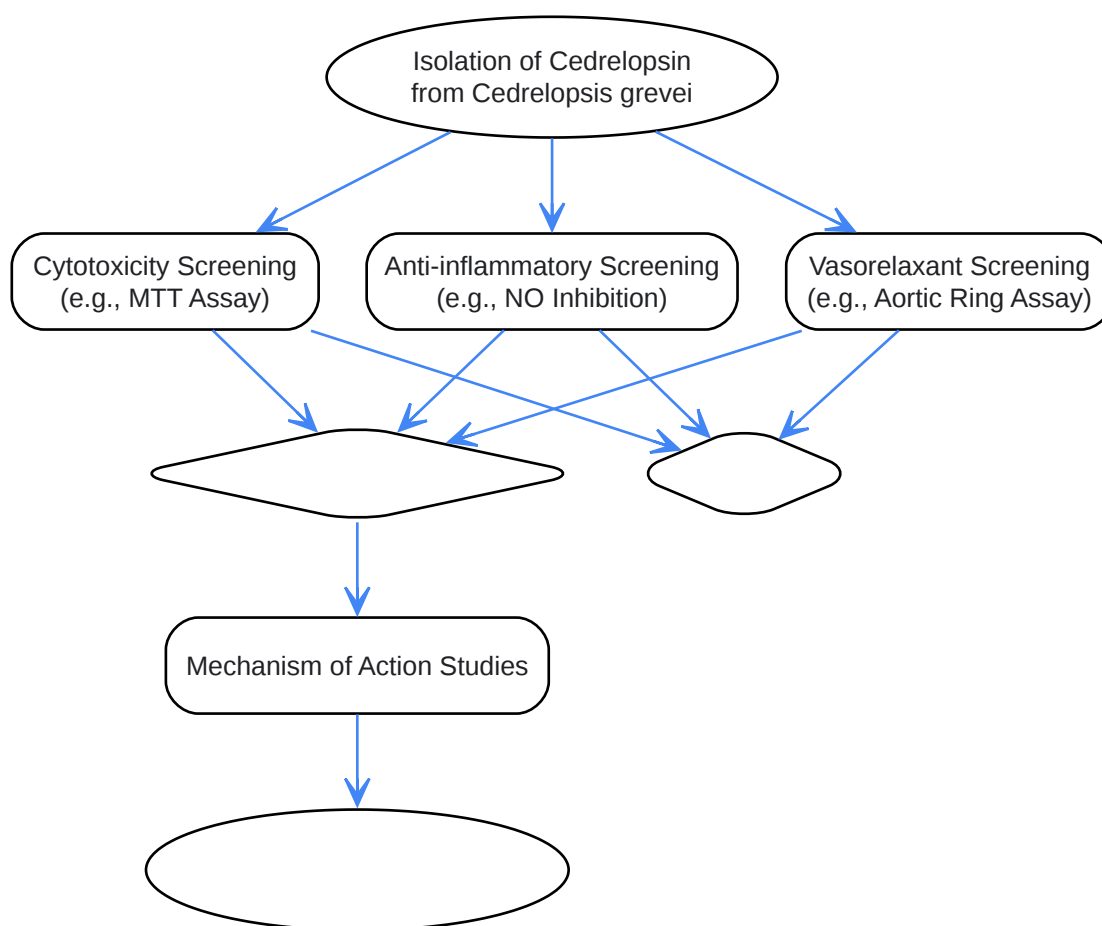 Isolation of Cedrelopsin
from Cedrelopsis grevei
Cytotoxicity Screening
(e.g., MTT Assay)
Anti-inflammatory Screening
(e.g., NO Inhibition)
Vasorelaxant Screening
(e.g., Aortic Ring Assay)
Mechanism of Action Studies